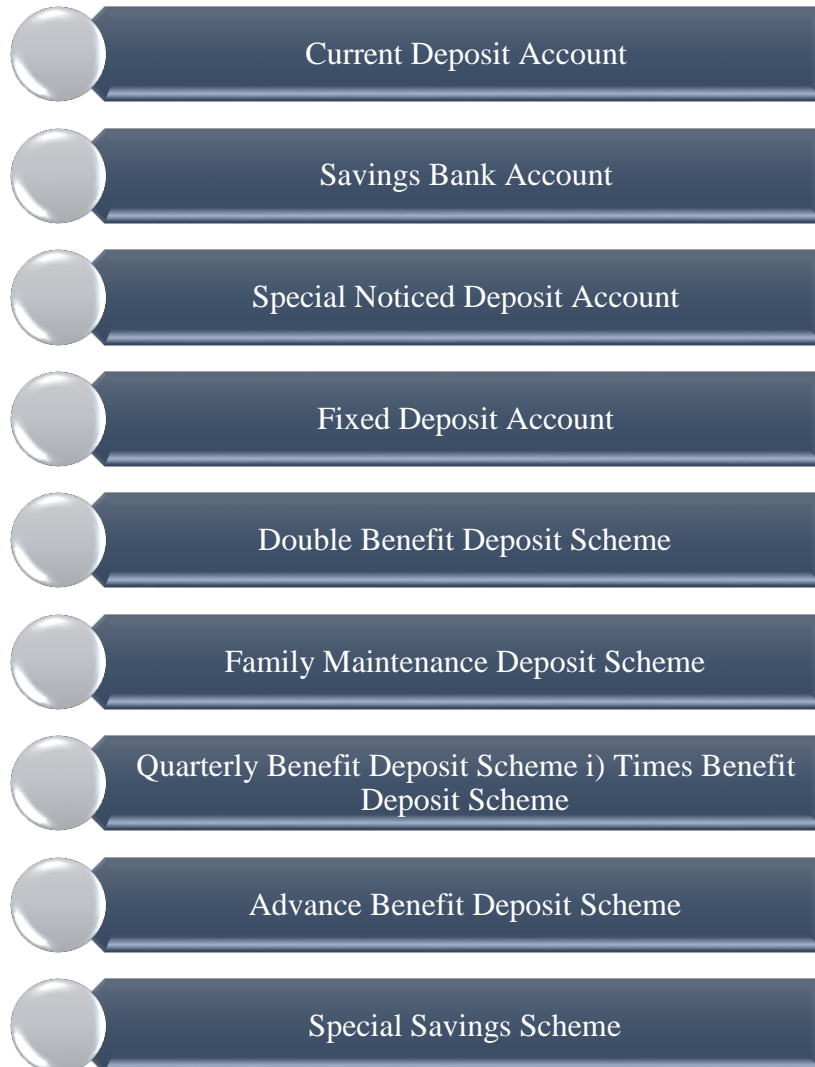 Current Deposit Account
Savings Bank Account
Special Noticed Deposit Account
Fixed Deposit Account
Double Benefit Deposit Scheme
Family Maintenance Deposit Scheme
Quarterly Benefit Deposit Scheme i) Times Benefit
Deposit Scheme
Advance Benefit Deposit Scheme
Special Savings Scheme